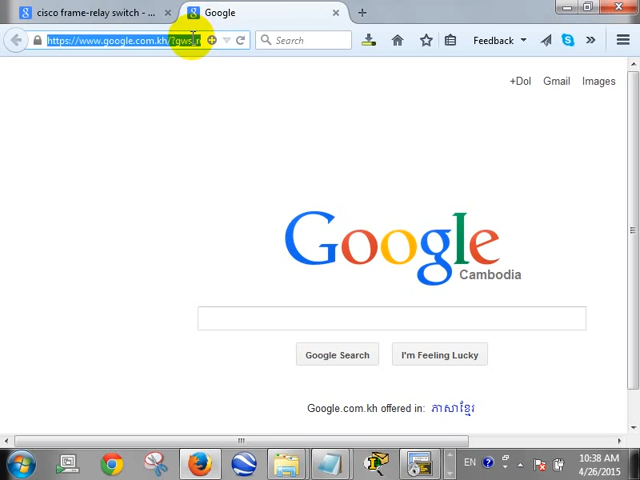 cisco frame-relay switch - ...
Google
https://www.google.com.kh/?gws_r
Search
Feedback
+Dol
Gmail
Images
Google
Cambodia
Google Search
I'm Feeling Lucky
Google.com.kh offered in: ភាសាខ្មែរ
EN
10:38 AM
4/26/2015